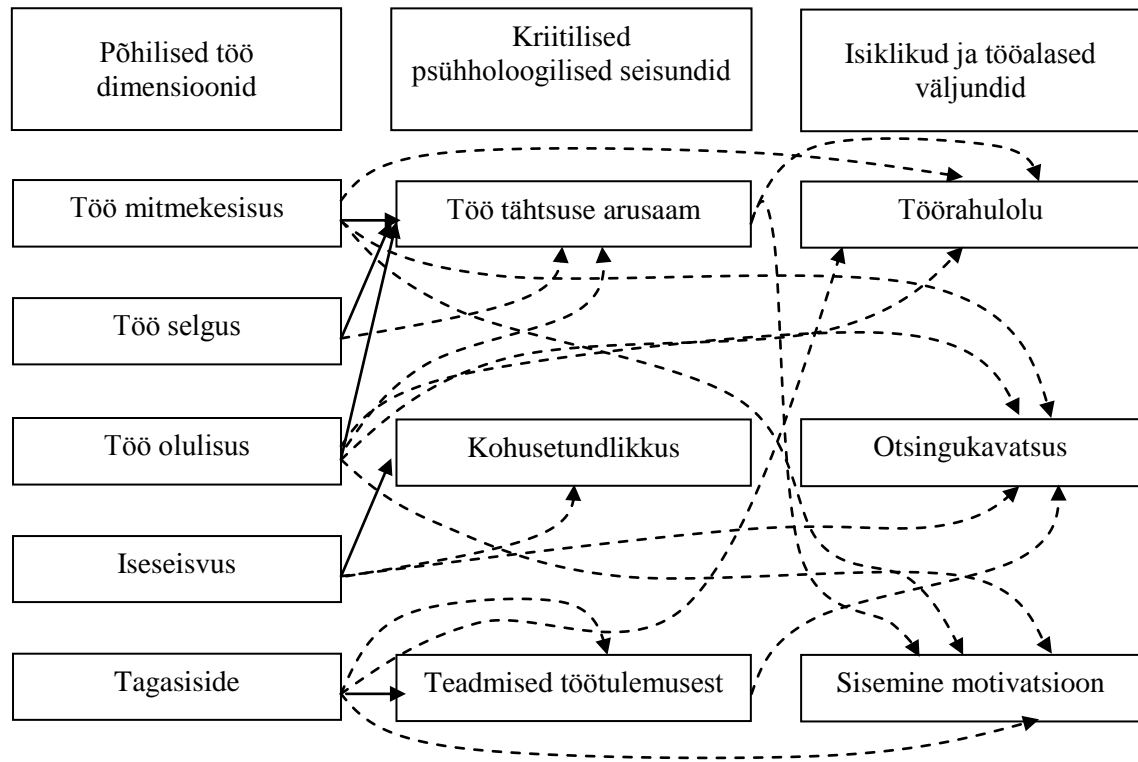 Põhilised töö
dimensioonid
Kriitilised
psühholoogilised seisundid
Isiklikud ja tööalased
väljundid
Töö mitmekesisus
Töö tähtsuse arusaam
Töörahulolu
Töö selgus
Töö olulisus
Kohusetundlikkus
Otsingukavatsus
Iseseisvus
Tagasiside
Teadmised töötulemusest
Sisemine motivatsioon